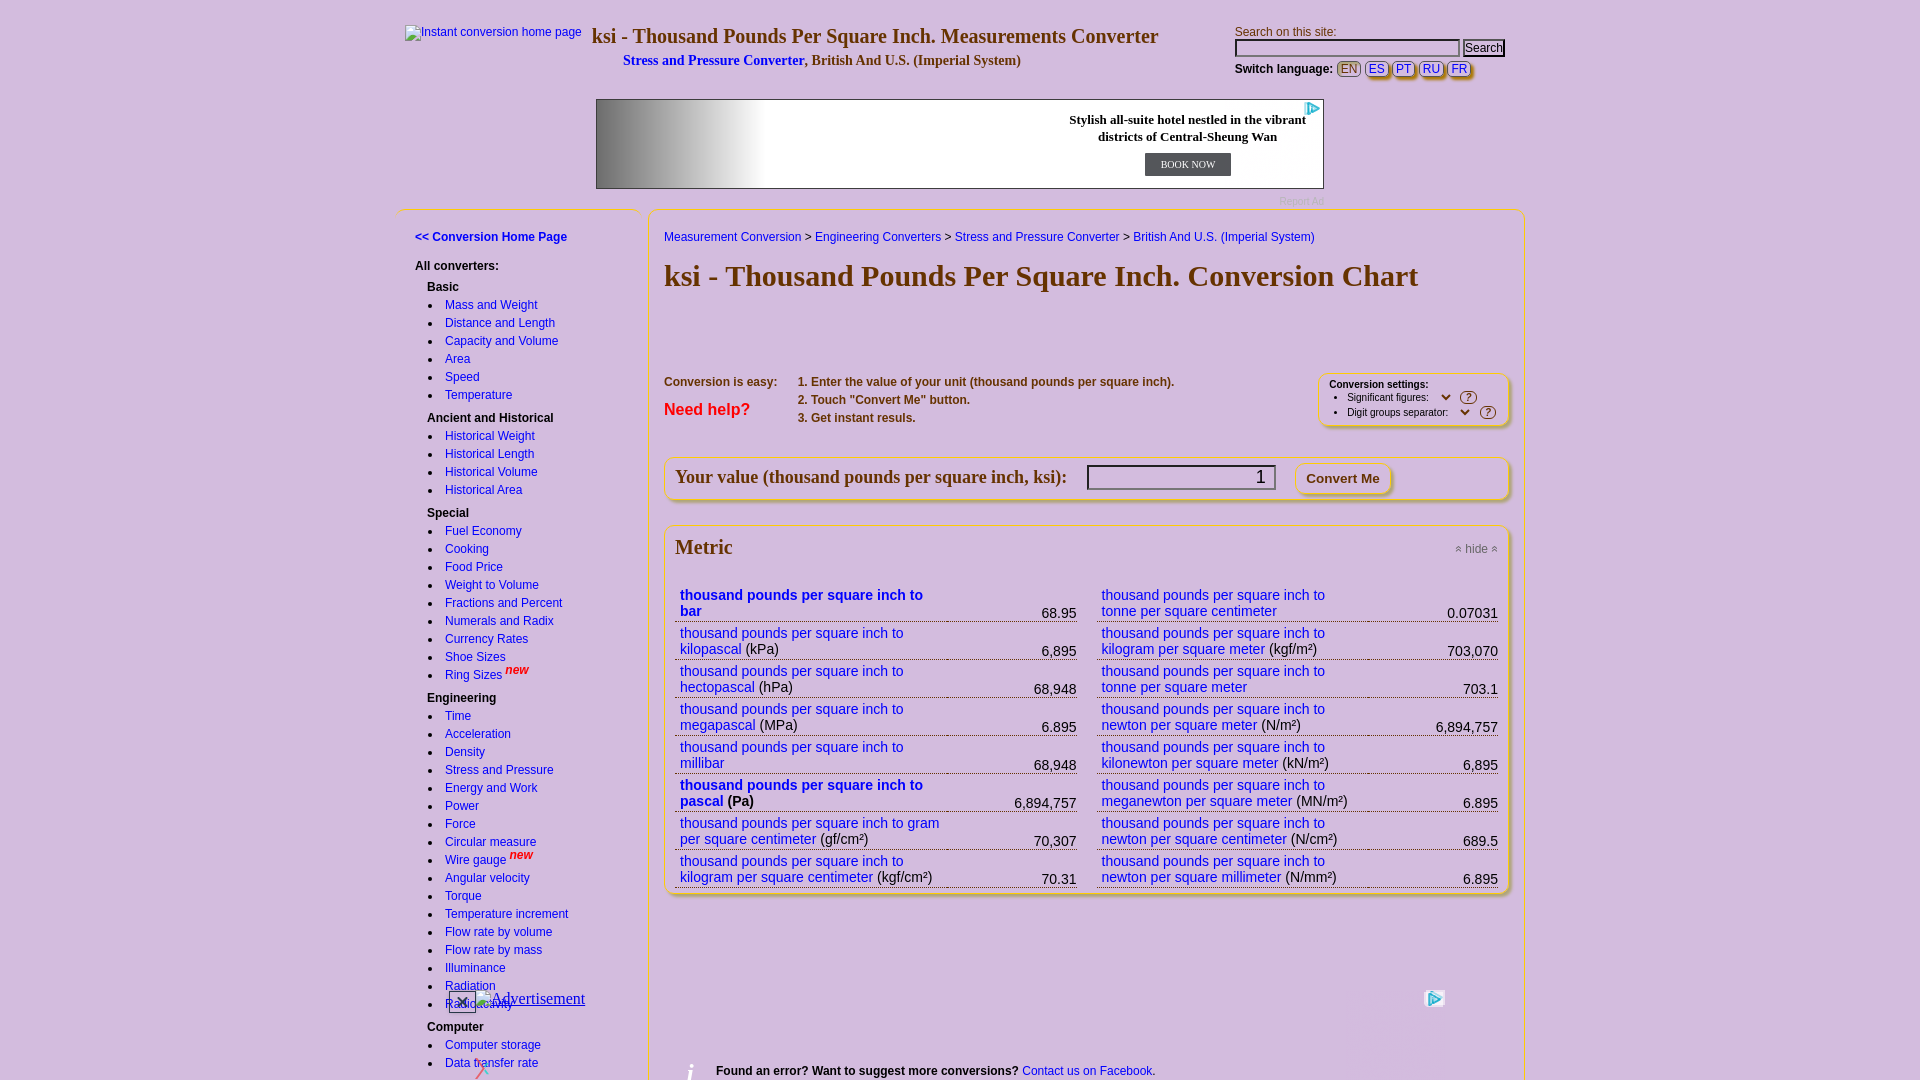 Instant conversion home page
ksi - Thousand Pounds Per Square Inch. Measurements Converter
Stress and Pressure Converter, British And U.S. (Imperial System)
Search on this site:
Search
Switch language: EN ES PT RU FR
Stylish all-suite hotel nestled in the vibrant
districts of Central-Sheung Wan
BOOK NOW
Report Ad
<< Conversion Home Page
All converters:
Basic
Mass and Weight
Distance and Length
Capacity and Volume
Area
Speed
Temperature
Ancient and Historical
Historical Weight
Historical Length
Historical Volume
Historical Area
Special
Fuel Economy
Cooking
Food Price
Weight to Volume
Fractions and Percent
Numerals and Radix
Currency Rates
Shoe Sizes
Ring Sizes new
Engineering
Time
Acceleration
Density
Stress and Pressure
Energy and Work
Power
Force
Circular measure
Wire gauge new
Angular velocity
Torque
Temperature increment
Flow rate by volume
Flow rate by mass
Illuminance
Radiation
Radioactivity
Computer
Computer storage
Data transfer rate
Measurement Conversion > Engineering Converters > Stress and Pressure Converter > British And U.S. (Imperial System)
ksi - Thousand Pounds Per Square Inch. Conversion Chart
Conversion is easy:
Need help?
1. Enter the value of your unit (thousand pounds per square inch).
2. Touch "Convert Me" button.
3. Get instant resuls.
Conversion settings:
Significant figures: ?
Digit groups separator: ?
Your value (thousand pounds per square inch, ksi): 1 Convert Me
Metric
« hide «
thousand pounds per square inch to
bar 68.95
thousand pounds per square inch to
kilopascal (kPa) 6,895
thousand pounds per square inch to
hectopascal (hPa) 68,948
thousand pounds per square inch to
megapascal (MPa) 6.895
thousand pounds per square inch to
millibar 68,948
thousand pounds per square inch to
pascal (Pa) 6,894,757
thousand pounds per square inch to gram
per square centimeter (gf/cm²) 70,307
thousand pounds per square inch to
kilogram per square centimeter (kgf/cm²) 70.31
thousand pounds per square inch to
tonne per square centimeter 0.07031
thousand pounds per square inch to
kilogram per square meter (kgf/m²) 703,070
thousand pounds per square inch to
tonne per square meter 703.1
thousand pounds per square inch to
newton per square meter (N/m²) 6,894,757
thousand pounds per square inch to
kilonewton per square meter (kN/m²) 6,895
thousand pounds per square inch to
meganewton per square meter (MN/m²) 6.895
thousand pounds per square inch to
newton per square centimeter (N/cm²) 689.5
thousand pounds per square inch to
newton per square millimeter (N/mm²) 6.895
Advertisement
i
Found an error? Want to suggest more conversions? Contact us on Facebook.